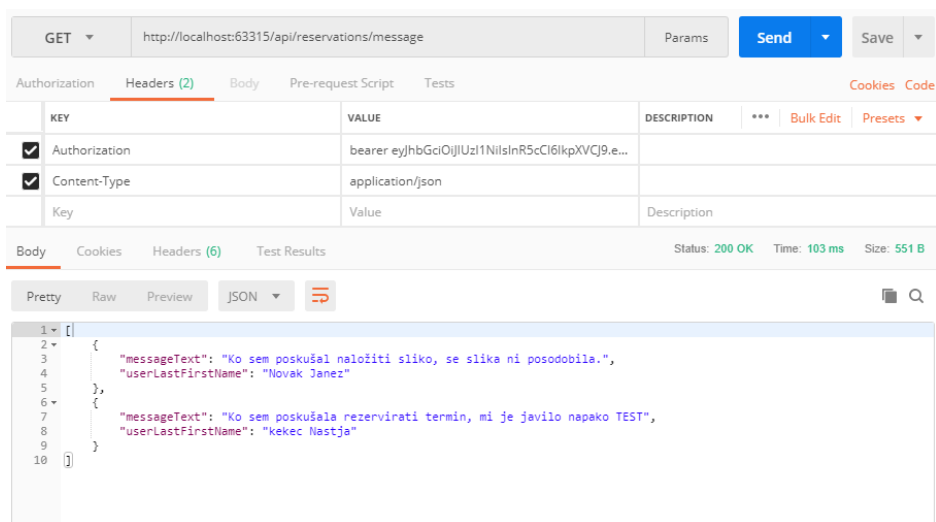 GET http://localhost:63315/api/reservations/message Params Send Save
Authorization Headers (2) Body Pre-request Script Tests Cookies Code
KEY VALUE DESCRIPTION ••• Bulk Edit Presets
Authorization bearer eyJhbGciOiJIUzI1NiIsInR5cCI6IkpXVCJ9.e...
Content-Type application/json
Key Value Description
Body Cookies Headers (6) Test Results Status: 200 OK Time: 103 ms Size: 551 B
Pretty Raw Preview JSON
1 [
2 {
3 "messageText": "Ko sem poskušal naložiti sliko, se slika ni posodobila.",
4 "userLastFirstName": "Novak Janez"
5 },
6 {
7 "messageText": "Ko sem poskušala rezervirati termin, mi je javilo napako TEST",
8 "userLastFirstName": "kekec Nastja"
9 }
10 ]